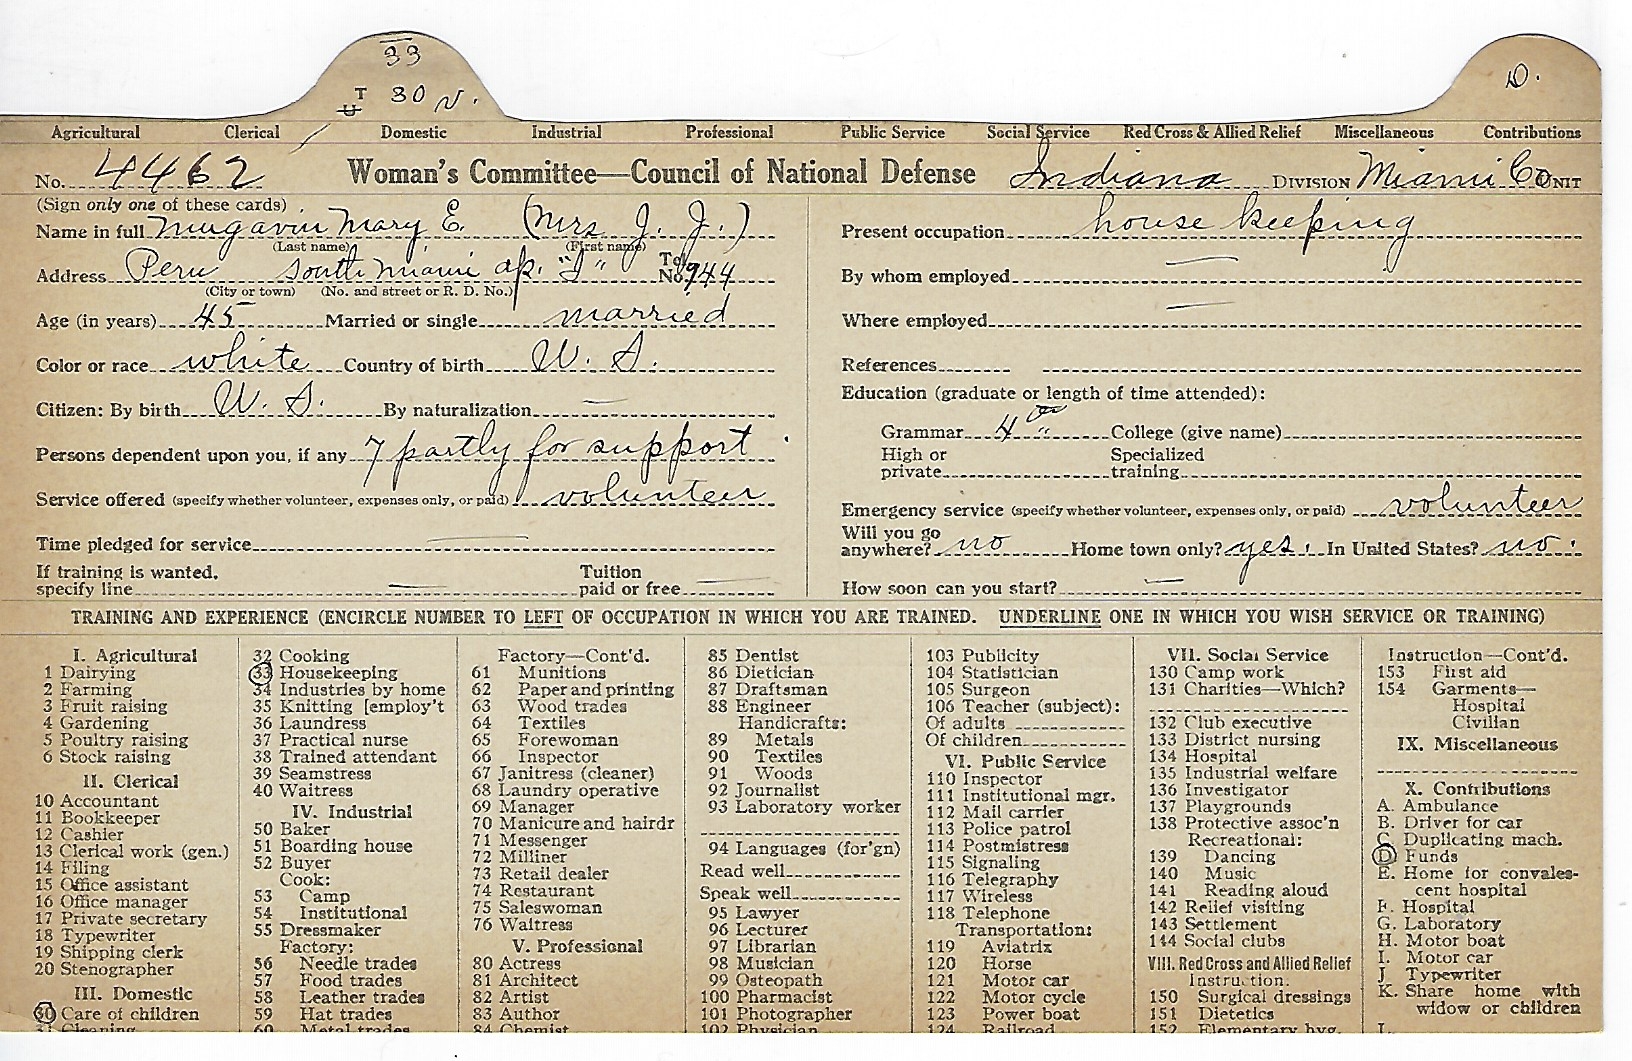 33
T
U 30 V.
D.
Agricultural Clerical / Domestic Industrial Professional Public Service Social Service Red Cross & Allied Relief Miscellaneous Contributions
No. 4462 Woman's Committee—Council of National Defense Indiana DIVISION Miami Co UNIT
(Sign only one of these cards)
Name in full Mugavin Mary E. (Mrs J. J.)
(Last name) (First name)
Address Peru South Miami ap. "I" Tel. No. 944
(City or town) (No. and street or R. D. No.)
Age (in years) 45 Married or single married
Color or race white Country of birth U. S.
Citizen: By birth U. S. By naturalization —
Persons dependent upon you, if any 7 partly for support
Service offered (specify whether volunteer, expenses only, or paid) volunteer
Time pledged for service —
If training is wanted, specify line — Tuition paid or free —
Present occupation house keeping
By whom employed —
Where employed —
References
Education (graduate or length of time attended):
Grammar 4 College (give name)
High or private Specialized training
Emergency service (specify whether volunteer, expenses only, or paid) volunteer
Will you go anywhere? no Home town only? yes. In United States? no.
How soon can you start? —
TRAINING AND EXPERIENCE (ENCIRCLE NUMBER TO LEFT OF OCCUPATION IN WHICH YOU ARE TRAINED. UNDERLINE ONE IN WHICH YOU WISH SERVICE OR TRAINING)
I. Agricultural
1 Dairying
2 Farming
3 Fruit raising
4 Gardening
5 Poultry raising
6 Stock raising
II. Clerical
10 Accountant
11 Bookkeeper
12 Cashier
13 Clerical work (gen.)
14 Filing
15 Office assistant
16 Office manager
17 Private secretary
18 Typewriter
19 Shipping clerk
20 Stenographer
III. Domestic
30 Care of children
31 Cleaning
32 Cooking
33 Housekeeping
34 Industries by home
35 Knitting [employ't
36 Laundress
37 Practical nurse
38 Trained attendant
39 Seamstress
40 Waitress
IV. Industrial
50 Baker
51 Boarding house
52 Buyer
Cook:
53 Camp
54 Institutional
55 Dressmaker
Factory:
56 Needle trades
57 Food trades
58 Leather trades
59 Hat trades
60 Metal trades
Factory—Cont'd.
61 Munitions
62 Paper and printing
63 Wood trades
64 Textiles
65 Forewoman
66 Inspector
67 Janitress (cleaner)
68 Laundry operative
69 Manager
70 Manicure and hairdr
71 Messenger
72 Milliner
73 Retail dealer
74 Restaurant
75 Saleswoman
76 Waitress
V. Professional
80 Actress
81 Architect
82 Artist
83 Author
84 Chemist
85 Dentist
86 Dietician
87 Draftsman
88 Engineer
Handicrafts:
89 Metals
90 Textiles
91 Woods
92 Journalist
93 Laboratory worker
94 Languages (for'gn)
Read well
Speak well
95 Lawyer
96 Lecturer
97 Librarian
98 Musician
99 Osteopath
100 Pharmacist
101 Photographer
102 Physician
103 Publicity
104 Statistician
105 Surgeon
106 Teacher (subject):
Of adults
Of children
VI. Public Service
110 Inspector
111 Institutional mgr.
112 Mail carrier
113 Police patrol
114 Postmistress
115 Signaling
116 Telegraphy
117 Wireless
118 Telephone
Transportation:
119 Aviatrix
120 Horse
121 Motor car
122 Motor cycle
123 Power boat
124 Railroad
VII. Social Service
130 Camp work
131 Charities—Which?
132 Club executive
133 District nursing
134 Hospital
135 Industrial welfare
136 Investigator
137 Playgrounds
138 Protective assoc'n
Recreational:
139 Dancing
140 Music
141 Reading aloud
142 Relief visiting
143 Settlement
144 Social clubs
VIII. Red Cross and Allied Relief
Instruction.
150 Surgical dressings
151 Dietetics
152 Elementary hyg.
Instruction—Cont'd.
153 First aid
154 Garments—
Hospital
Civilian
IX. Miscellaneous
X. Contributions
A. Ambulance
B. Driver for car
C. Duplicating mach.
D. Funds
E. Home for convales-
cent hospital
F. Hospital
G. Laboratory
H. Motor boat
I. Motor car
J. Typewriter
K. Share home with
widow or children
L.